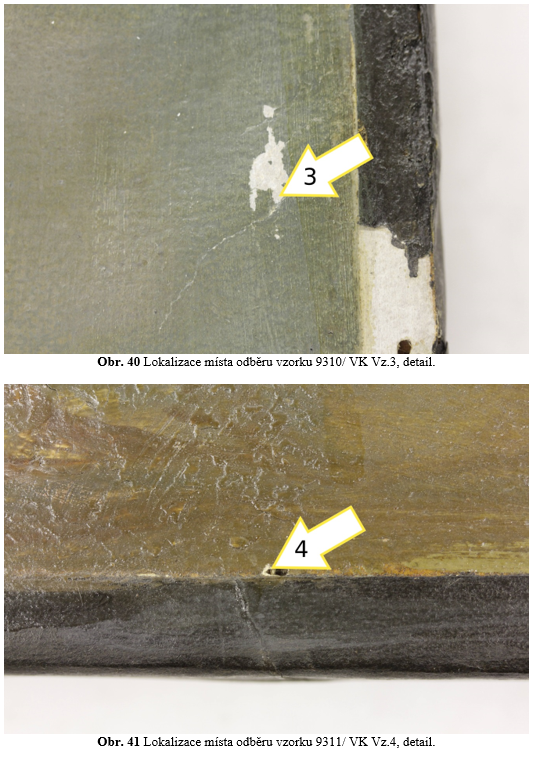 3
Obr. 40 Lokalizace místa odběru vzorku 9310/ VK Vz.3, detail.
4
Obr. 41 Lokalizace místa odběru vzorku 9311/ VK Vz.4, detail.